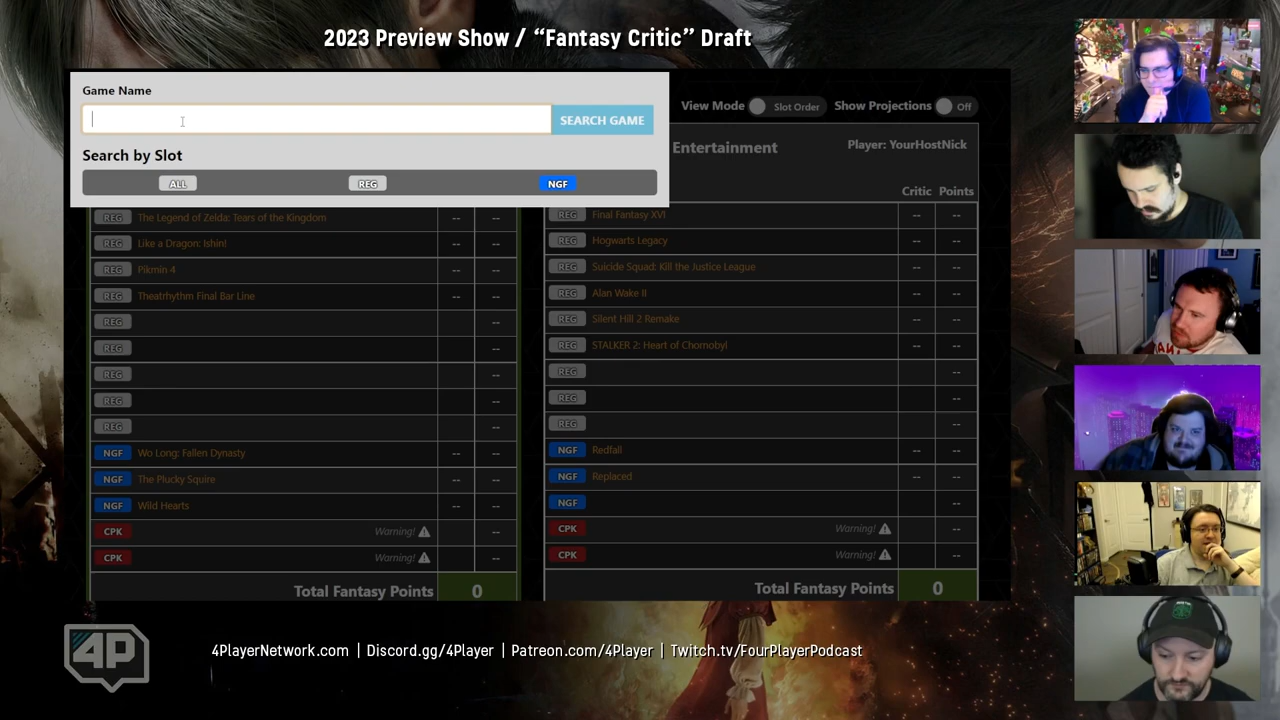 2023 Preview Show / “Fantasy Critic” Draft
Game Name
SEARCH GAME
Search by Slot
ALL REG NGF
View Mode Slot Order Show Projections Off
Entertainment Player: YourHostNick
Critic Points
REG The Legend of Zelda: Tears of the Kingdom -- --
REG Like a Dragon: Ishin! -- --
REG Pikmin 4 -- --
REG Theatrhythm Final Bar Line -- --
REG --
REG --
REG --
REG --
REG --
NGF Wo Long: Fallen Dynasty -- --
NGF The Plucky Squire -- --
NGF Wild Hearts -- --
CPK Warning! --
CPK Warning! --
Total Fantasy Points 0
REG Final Fantasy XVI -- --
REG Hogwarts Legacy -- --
REG Suicide Squad: Kill the Justice League -- --
REG Alan Wake II -- --
REG Silent Hill 2 Remake -- --
REG STALKER 2: Heart of Chornobyl -- --
REG --
REG --
REG --
NGF Redfall -- --
NGF Replaced -- --
NGF --
CPK Warning! --
CPK Warning! --
Total Fantasy Points 0
4P
4PlayerNetwork.com | Discord.gg/4Player | Patreon.com/4Player | Twitch.tv/FourPlayerPodcast